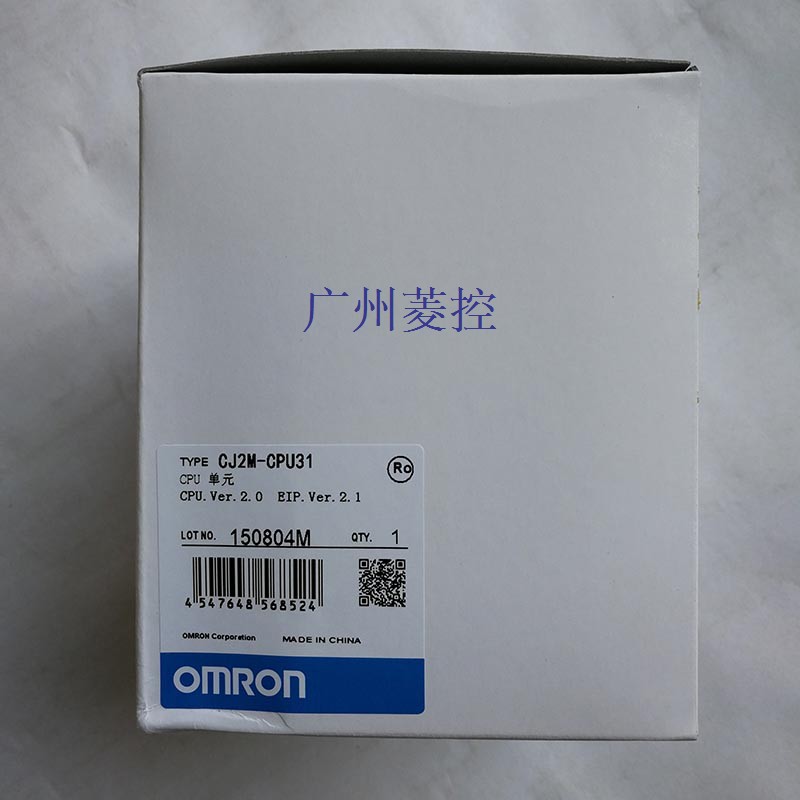 广州菱控
TYPE CJ2M-CPU31
Ro
CPU 单元
CPU.Ver.2.0 EIP.Ver.2.1
LOT NO. 150804M QTY. 1
4 547648 568524
OMRON Corporation MADE IN CHINA
OMRON